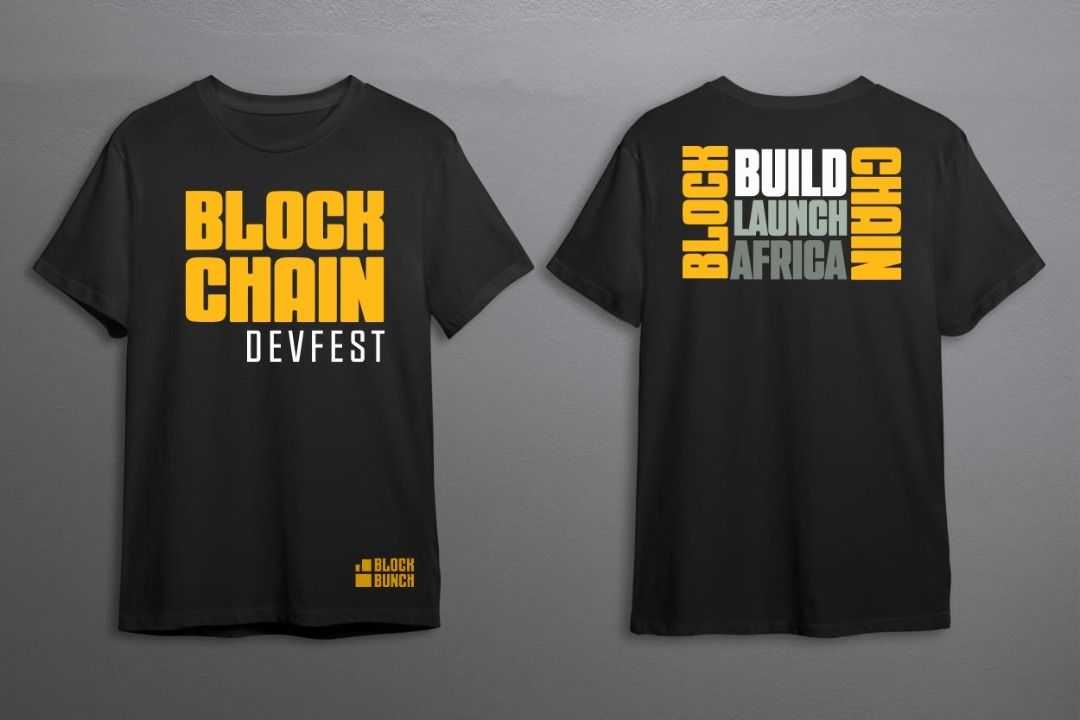 BLOCK
CHAIN
DEVFEST
BLOCK
BUNCH
BLOCK
BUILD
LAUNCH
AFRICA
CHAIN